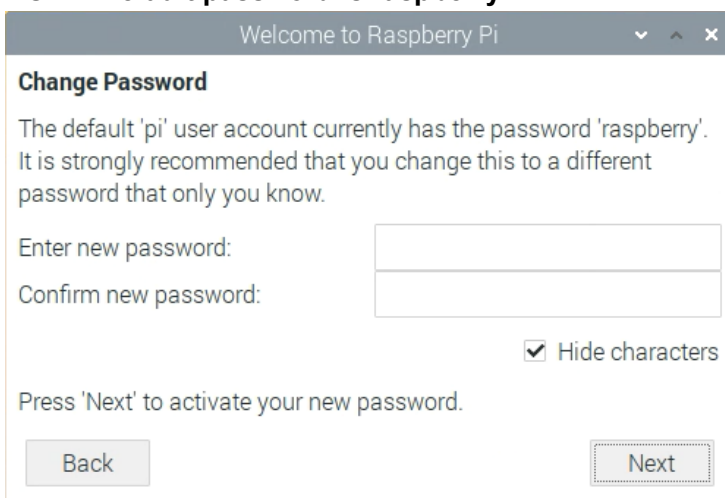 Welcome to Raspberry Pi
Change Password
The default 'pi' user account currently has the password 'raspberry'.
It is strongly recommended that you change this to a different
password that only you know.
Enter new password:
Confirm new password:
Hide characters
Press 'Next' to activate your new password.
Back
Next